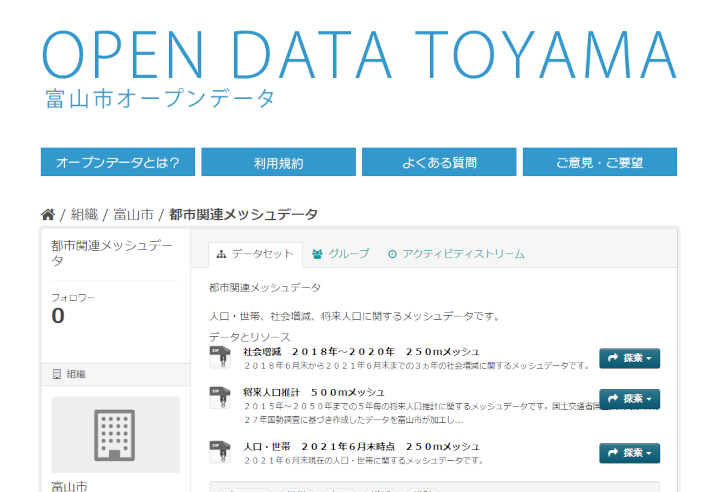 OPEN DATA TOYAMA
富山市オープンデータ
オープンデータとは？ 利用規約 よくある質問 ご意見・ご要望
/ 組織 / 富山市 / 都市関連メッシュデータ
都市関連メッシュデー
タ
フォロワー
0
組織
富山市
データセット グループ アクティビティストリーム
都市関連メッシュデータ
人口・世帯、社会増減、将来人口に関するメッシュデータです。
データとリソース
ZIP 社会増減 ２０１８年～２０２０年 ２５０ｍメッシュ 探索
２０１８年６月末から２０２１年６月末までの３ヵ年の社会増減に関するメッシュデータです。
ZIP 将来人口推計 ５００ｍメッシュ 探索
２０１５年～２０５０年までの５年毎の将来人口推計に関するメッシュデータです。国土交通省国
２７年国勢調査に基づき作成したデータを富山市が加工し...
ZIP 人口・世帯 ２０２１年６月末時点 ２５０ｍメッシュ 探索
２０２１年６月末現在の人口・世帯に関するメッシュデータです。